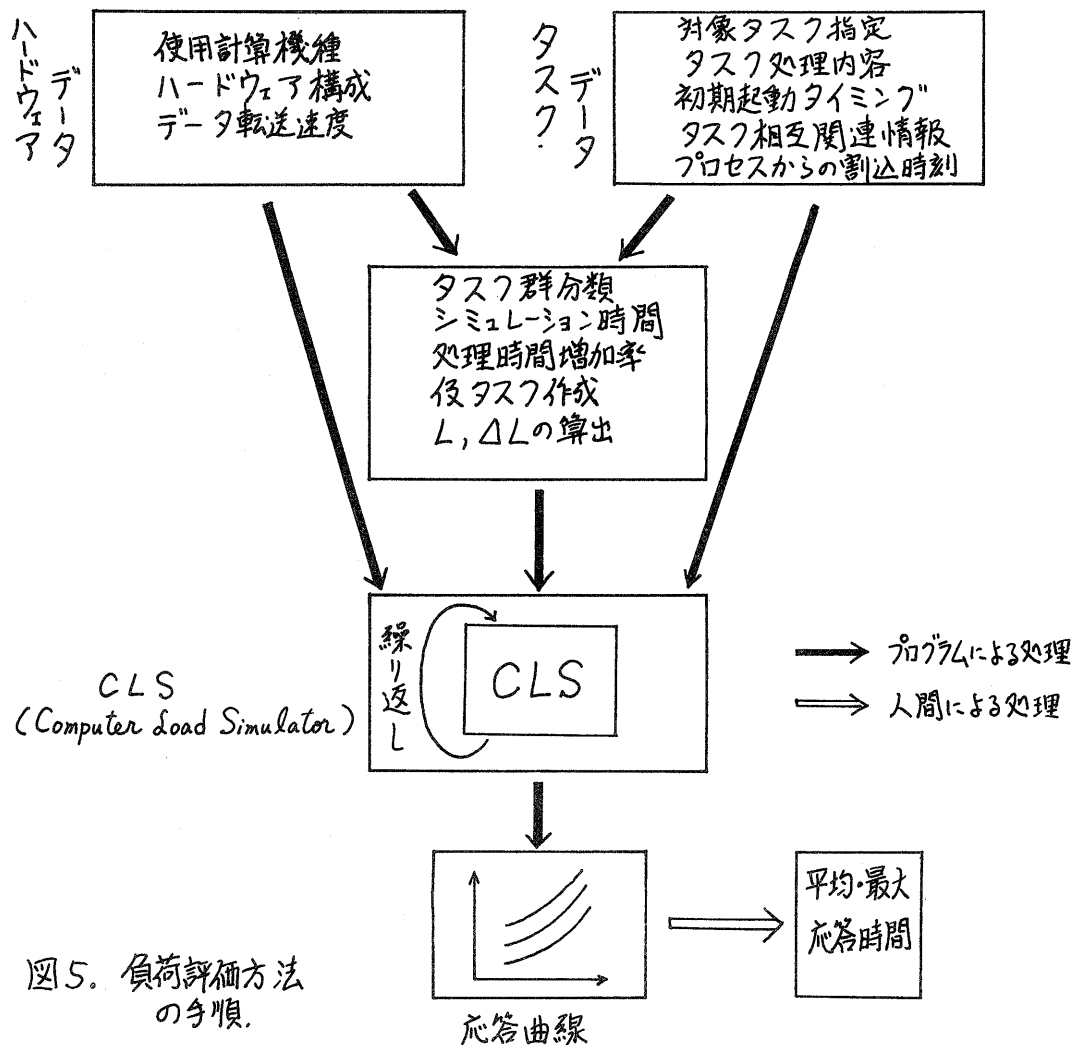 ハードウェア
データ
使用計算機種
ハードウェア構成
データ転送速度
タスク
データ
対象タスク指定
タスク処理内容
初期起動タイミング
タスク相互関連情報
プロセスからの割込時刻
タスク群分類
シミュレーション時間
処理時間増加率
仮タスク作成
L, ΔLの算出
CLS
(Computer Load Simulator)
繰り返し
CLS
プログラムによる処理
人間による処理
平均・最大
応答時間
応答曲線
図5. 負荷評価方法
の手順.